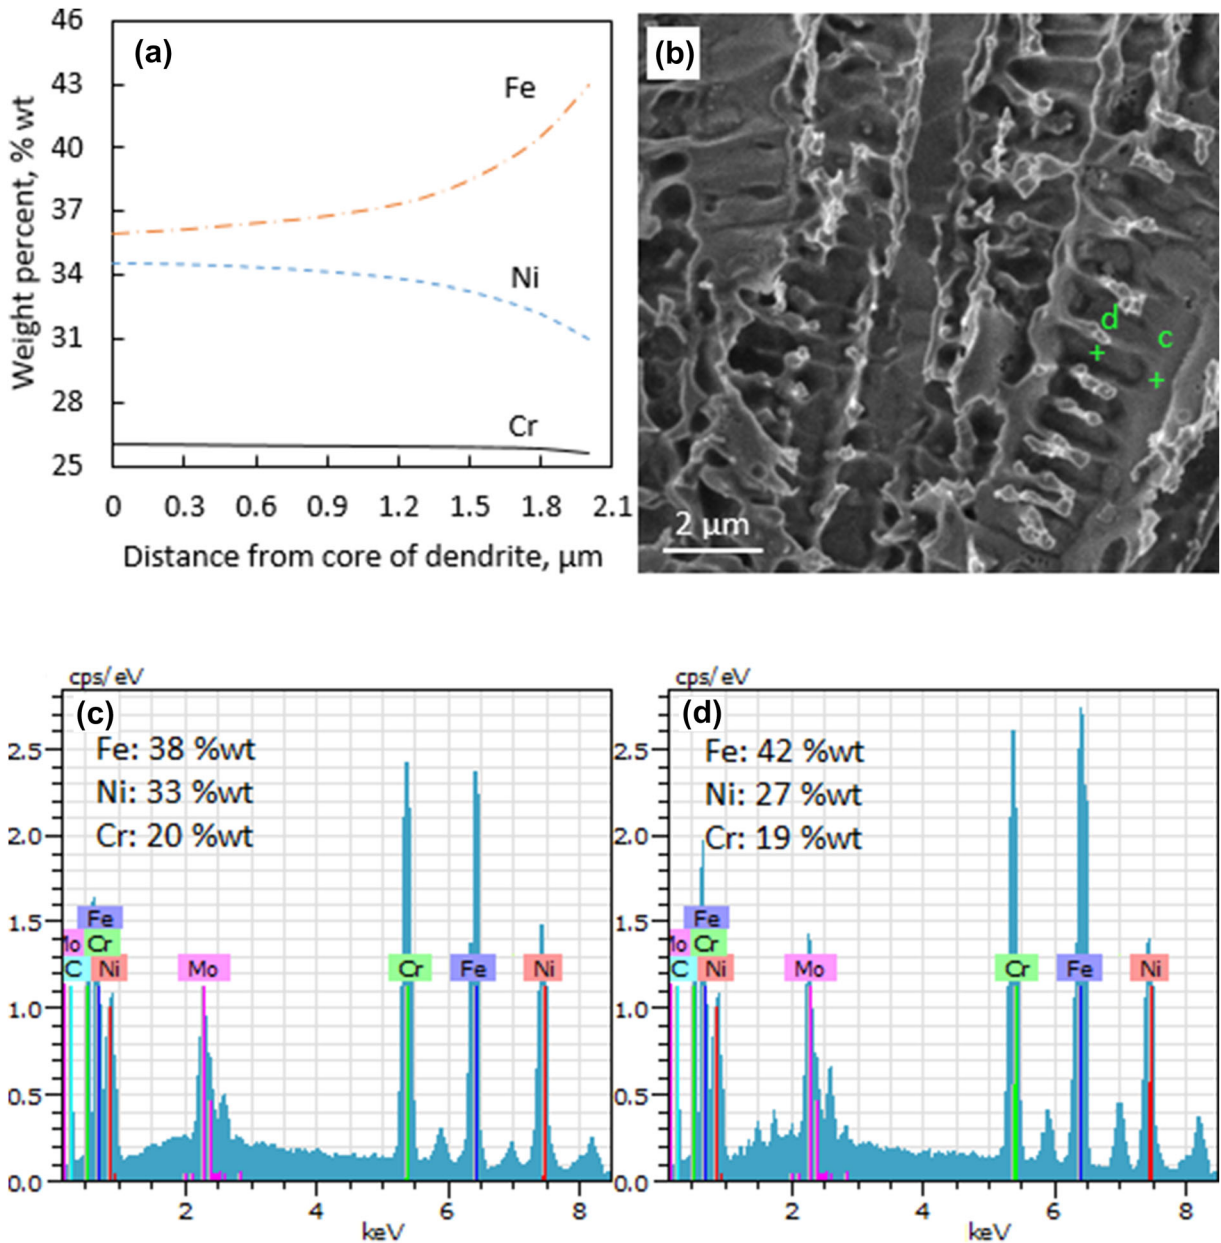 46
43
40
37
34
31
28
25
Weight percent, % wt
(a)
Fe
Ni
Cr
0 0.3 0.6 0.9 1.2 1.5 1.8 2.1
Distance from core of dendrite, µm
(b)
d
c
+
+
2 µm
cps/eV
(c)
Fe: 38 %wt
Ni: 33 %wt
Cr: 20 %wt
2.5
2.0
1.5
1.0
0.5
0.0
Fe
Cr
C Ni Mo Cr Fe Ni
2 4 6 8
keV
cps/eV
(d)
Fe: 42 %wt
Ni: 27 %wt
Cr: 19 %wt
2.5
2.0
1.5
1.0
0.5
0.0
Fe
Cr
C Ni Mo Cr Fe Ni
2 4 6 8
keV